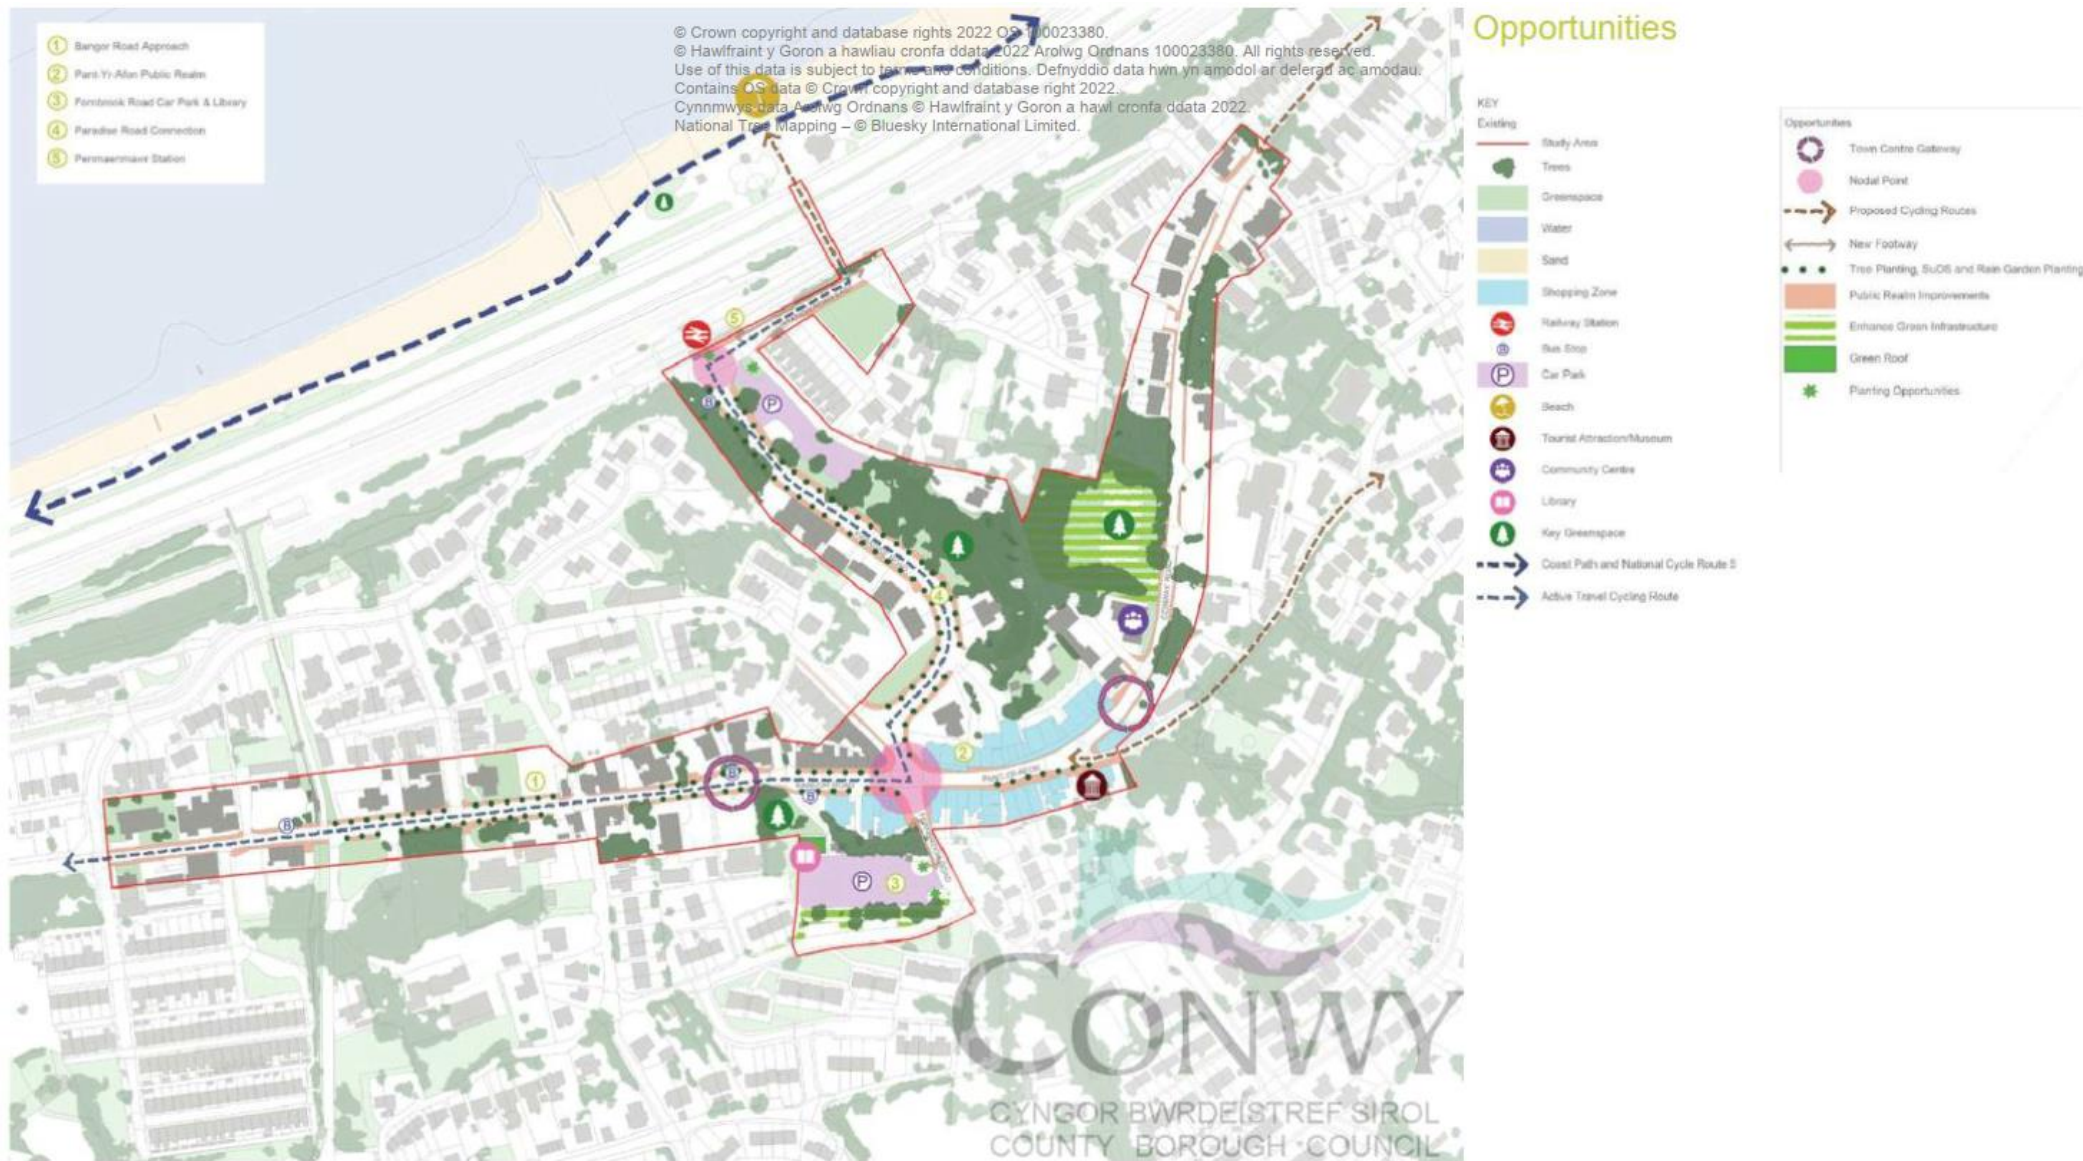 Bangor Road Approach
Pant-Yr-Afon Public Realm
Fernbrook Road Car Park & Library
Paradise Road Connection
Penmaenmawr Station
© Crown copyright and database rights 2022 OS 100023380.
© Hawlfraint y Goron a hawliau cronfa ddata 2022 Arolwg Ordnans 100023380. All rights reserved.
Use of this data is subject to terms and conditions. Defnyddio data hwn yn amodol ar delerau ac amodau.
Contains OS data © Crown copyright and database right 2022.
Cynnmwys data Arolwg Ordnans © Hawlfraint y Goron a hawl cronfa ddata 2022.
National Tree Mapping – © Bluesky International Limited.
Opportunities
KEY
Existing
Study Area
Trees
Greenspace
Water
Sand
Shopping Zone
Railway Station
Bus Stop
Car Park
Beach
Tourist Attraction/Museum
Community Centre
Library
Key Greenspace
Coast Path and National Cycle Route 5
Active Travel Cycling Route
Opportunities
Town Centre Gateway
Nodal Point
Proposed Cycling Routes
New Footway
Tree Planting, SuDS and Rain Garden Planting
Public Realm Improvements
Enhance Green Infrastructure
Green Roof
Planting Opportunities
CONWY
CYNGOR BWRDEISTREF SIROL
COUNTY BOROUGH COUNCIL